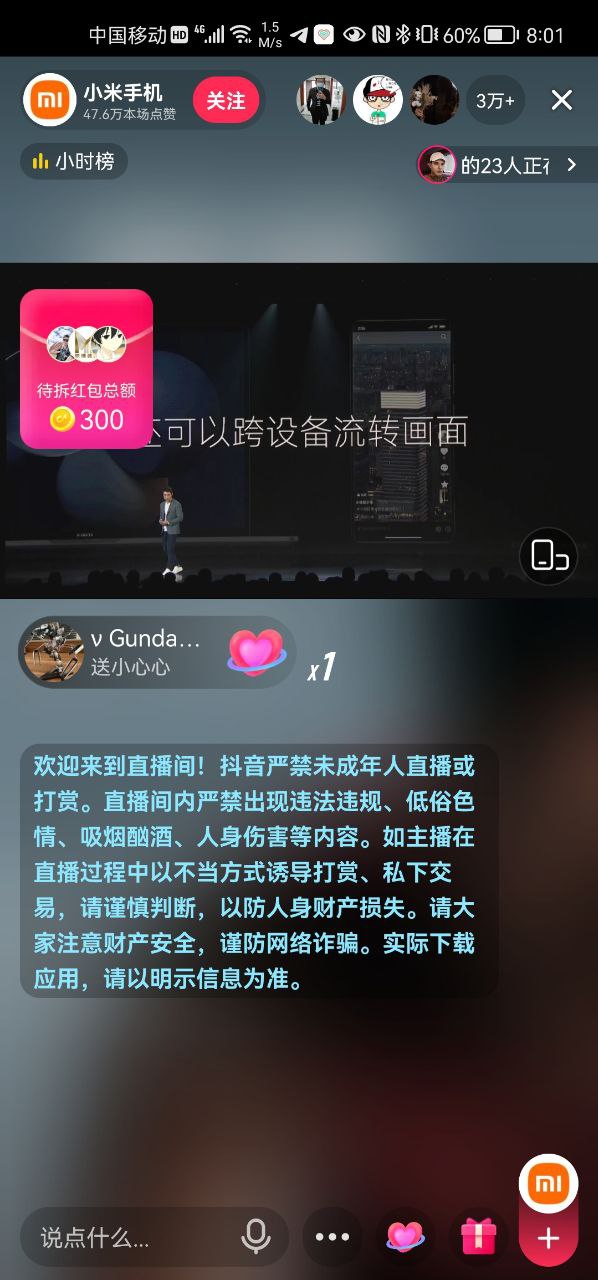 中国移动 HD 4G 1.5 M/s 60% 8:01
小米手机
47.6万本场点赞
关注
3万+
小时榜
的23人正
待拆红包总额
300
可以跨设备流转画面
ν Gunda...
送小心心
x1
欢迎来到直播间！抖音严禁未成年人直播或
打赏。直播间内严禁出现违法违规、低俗色
情、吸烟酗酒、人身伤害等内容。如主播在
直播过程中以不当方式诱导打赏、私下交
易，请谨慎判断，以防人身财产损失。请大
家注意财产安全，谨防网络诈骗。实际下载
应用，请以明示信息为准。
说点什么...